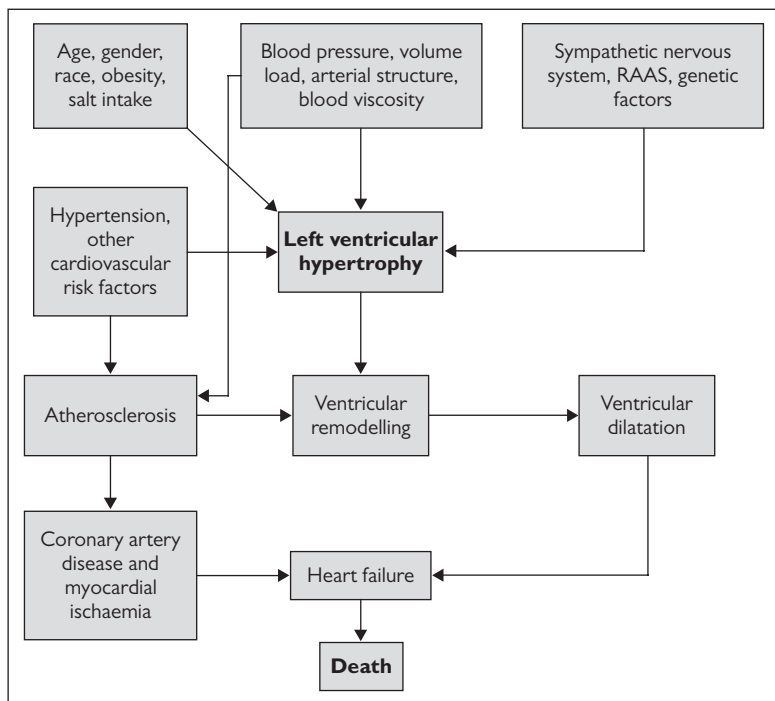 Age, gender,
race, obesity,
salt intake
Blood pressure, volume
load, arterial structure,
blood viscosity
Sympathetic nervous
system, RAAS, genetic
factors
Hypertension,
other
cardiovascular
risk factors
Left ventricular
hypertrophy
Atherosclerosis
Ventricular
remodelling
Ventricular
dilatation
Coronary artery
disease and
myocardial
ischaemia
Heart failure
Death